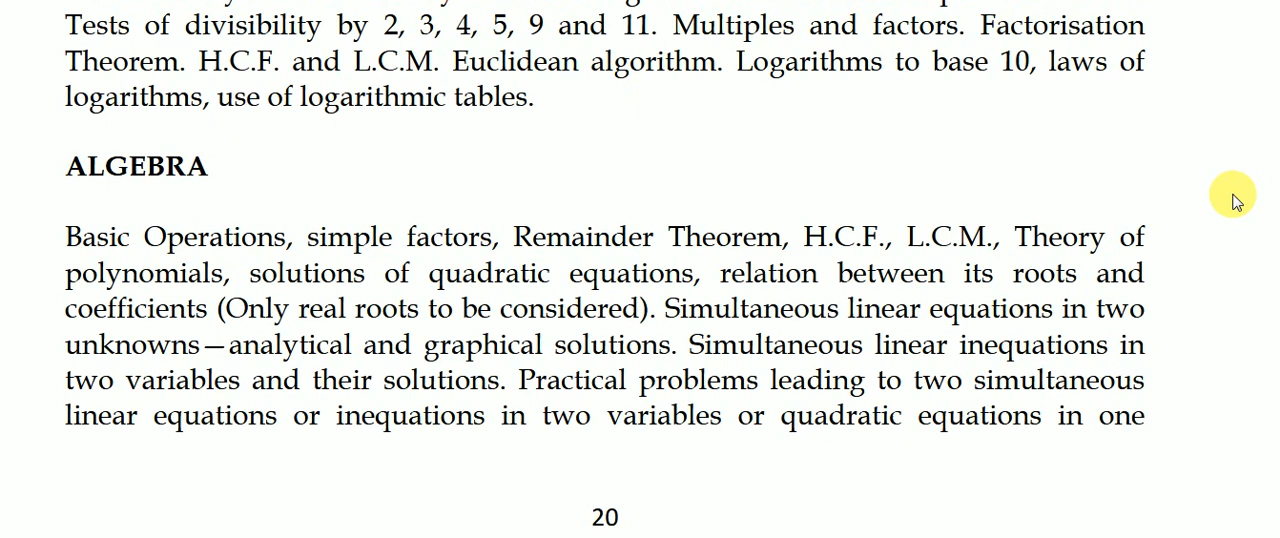 Tests of divisibility by 2, 3, 4, 5, 9 and 11. Multiples and factors. Factorisation
Theorem. H.C.F. and L.C.M. Euclidean algorithm. Logarithms to base 10, laws of
logarithms, use of logarithmic tables.
ALGEBRA
Basic Operations, simple factors, Remainder Theorem, H.C.F., L.C.M., Theory of
polynomials, solutions of quadratic equations, relation between its roots and
coefficients (Only real roots to be considered). Simultaneous linear equations in two
unknowns—analytical and graphical solutions. Simultaneous linear inequations in
two variables and their solutions. Practical problems leading to two simultaneous
linear equations or inequations in two variables or quadratic equations in one
20